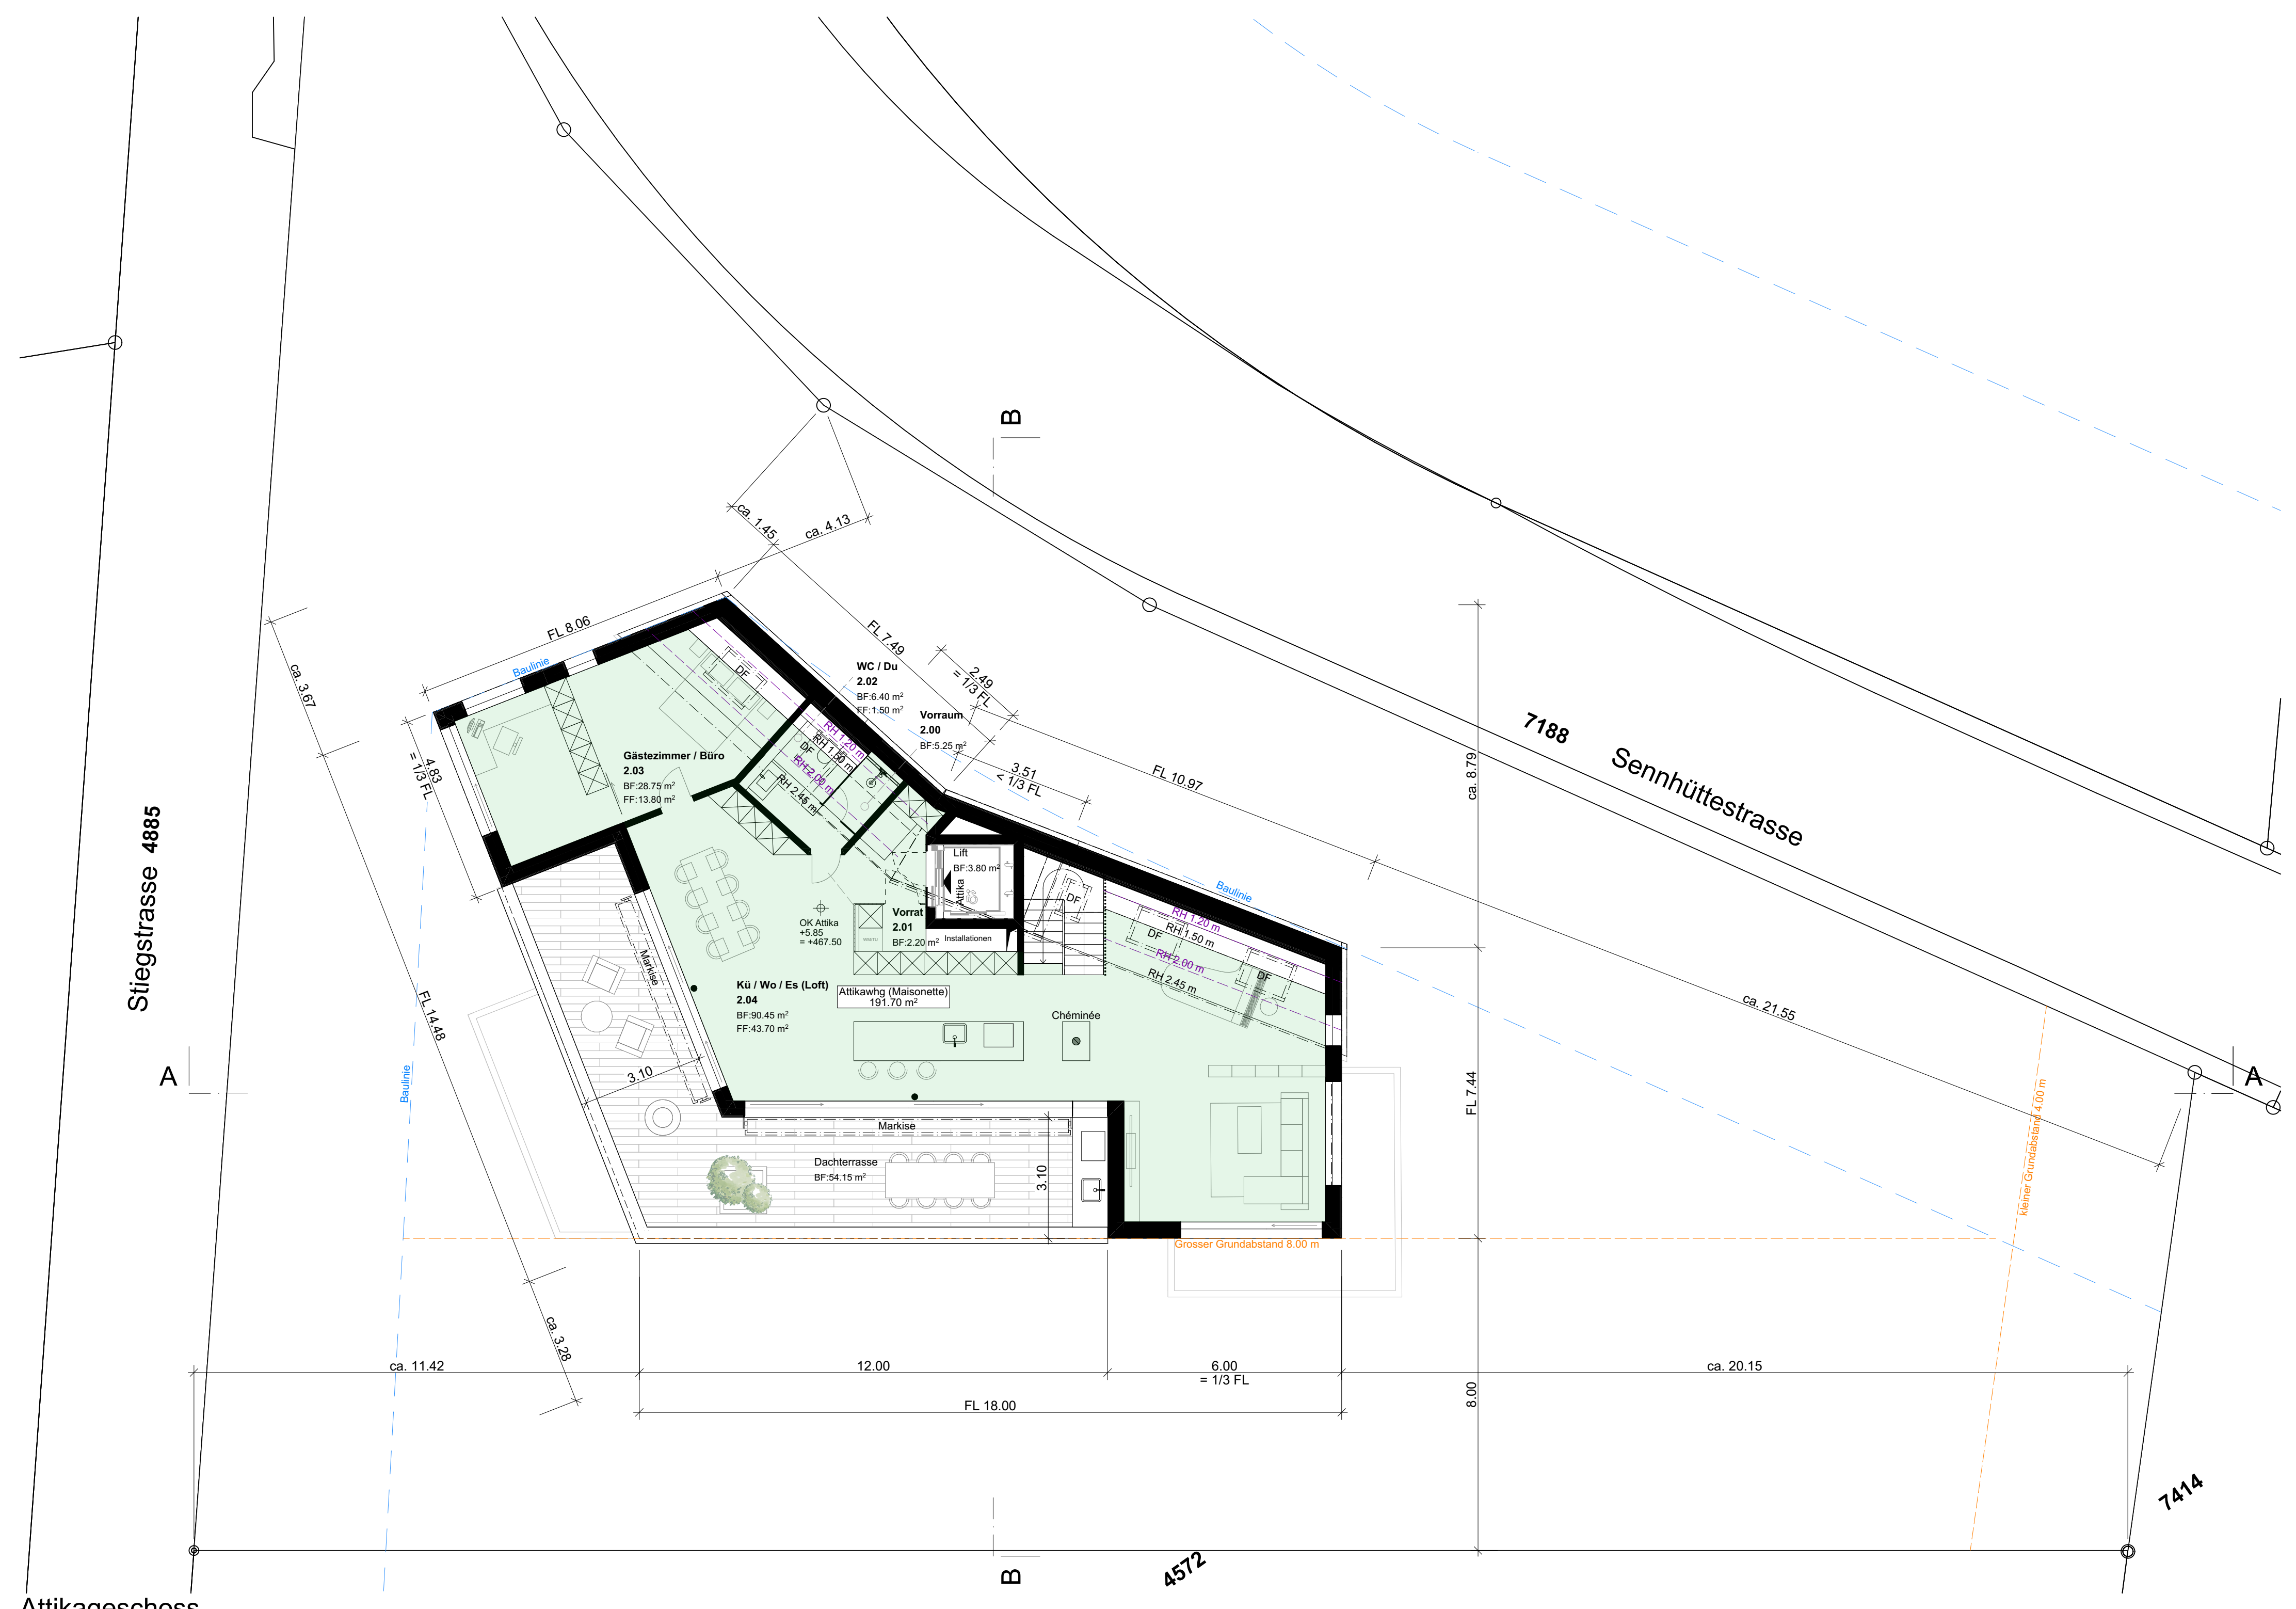 B
ca. 1.45
ca. 4.13
FL 8.06
FL 7.49
Baulinie
DF
WC / Du
2.02
BF:6.40 m²
FF:1.50 m²
2.49
= 1/3 FL
Vorraum
2.00
BF:5.25 m²
ca. 3.67
4.83
= 1/3 FL
Gästezimmer / Büro
2.03
BF:28.75 m²
FF:13.80 m²
RH 1.20 m
RH 1.50 m
DF
RH 2.00 m
RH 2.45 m
3.51
< 1/3 FL
FL 10.97
ca. 8.79
7188
Sennhüttestrasse
Stiegstrasse 4885
Lift
BF:3.80 m²
Attika
DF
Baulinie
OK Attika
+5.85
= +467.50
Vorrat
2.01
BF:2.20 m²
WM/TU
Installationen
RH 1.20 m
RH 1.50 m
DF
RH 2.00 m
RH 2.45 m
DF
Markise
FL 14.48
Kü / Wo / Es (Loft)
2.04
BF:90.45 m²
FF:43.70 m²
Attikawhg (Maisonette)
191.70 m²
Chéminée
ca. 21.55
A
A
3.10
Baulinie
FL 7.44
kleiner Grundabstand 4.00 m
Markise
Dachterrasse
BF:54.15 m²
3.10
Grosser Grundabstand 8.00 m
ca. 3.28
ca. 11.42
12.00
6.00
= 1/3 FL
ca. 20.15
FL 18.00
8.00
7414
B
4572
Attikageschoss